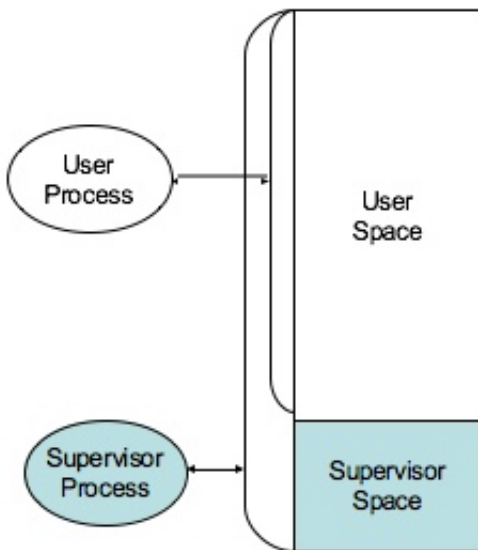 User
Process
User
Space
Supervisor
Process
Supervisor
Space